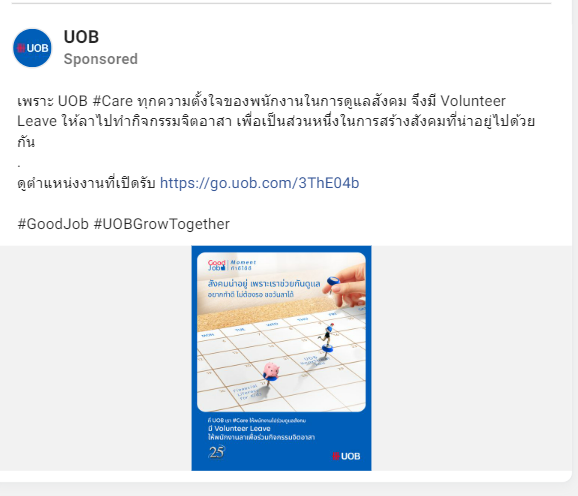 UOB
UOB
Sponsored
เพราะ UOB #Care ทุกความตั้งใจของพนักงานในการดูแลสังคม จึงมี Volunteer
Leave ให้ลาไปทำกิจกรรมจิตอาสา เพื่อเป็นส่วนหนึ่งในการสร้างสังคมที่น่าอยู่ไปด้วย
กัน
.
ดูตำแหน่งงานที่เปิดรับ https://go.uob.com/3ThE04b
#GoodJob #UOBGrowTogether
Good Job Moment
สังคมน่าอยู่ เพราะเราช่วยกันดูแล
อยากทำดี ไม่ต้องรอ ขอวันลาได้
ที่ UOB เรา #Care ให้พนักงานไปช่วยดูแลสังคม
มี Volunteer Leave
ให้พนักงานลาเพื่อร่วมกิจกรรมจิตอาสา
25
UOB